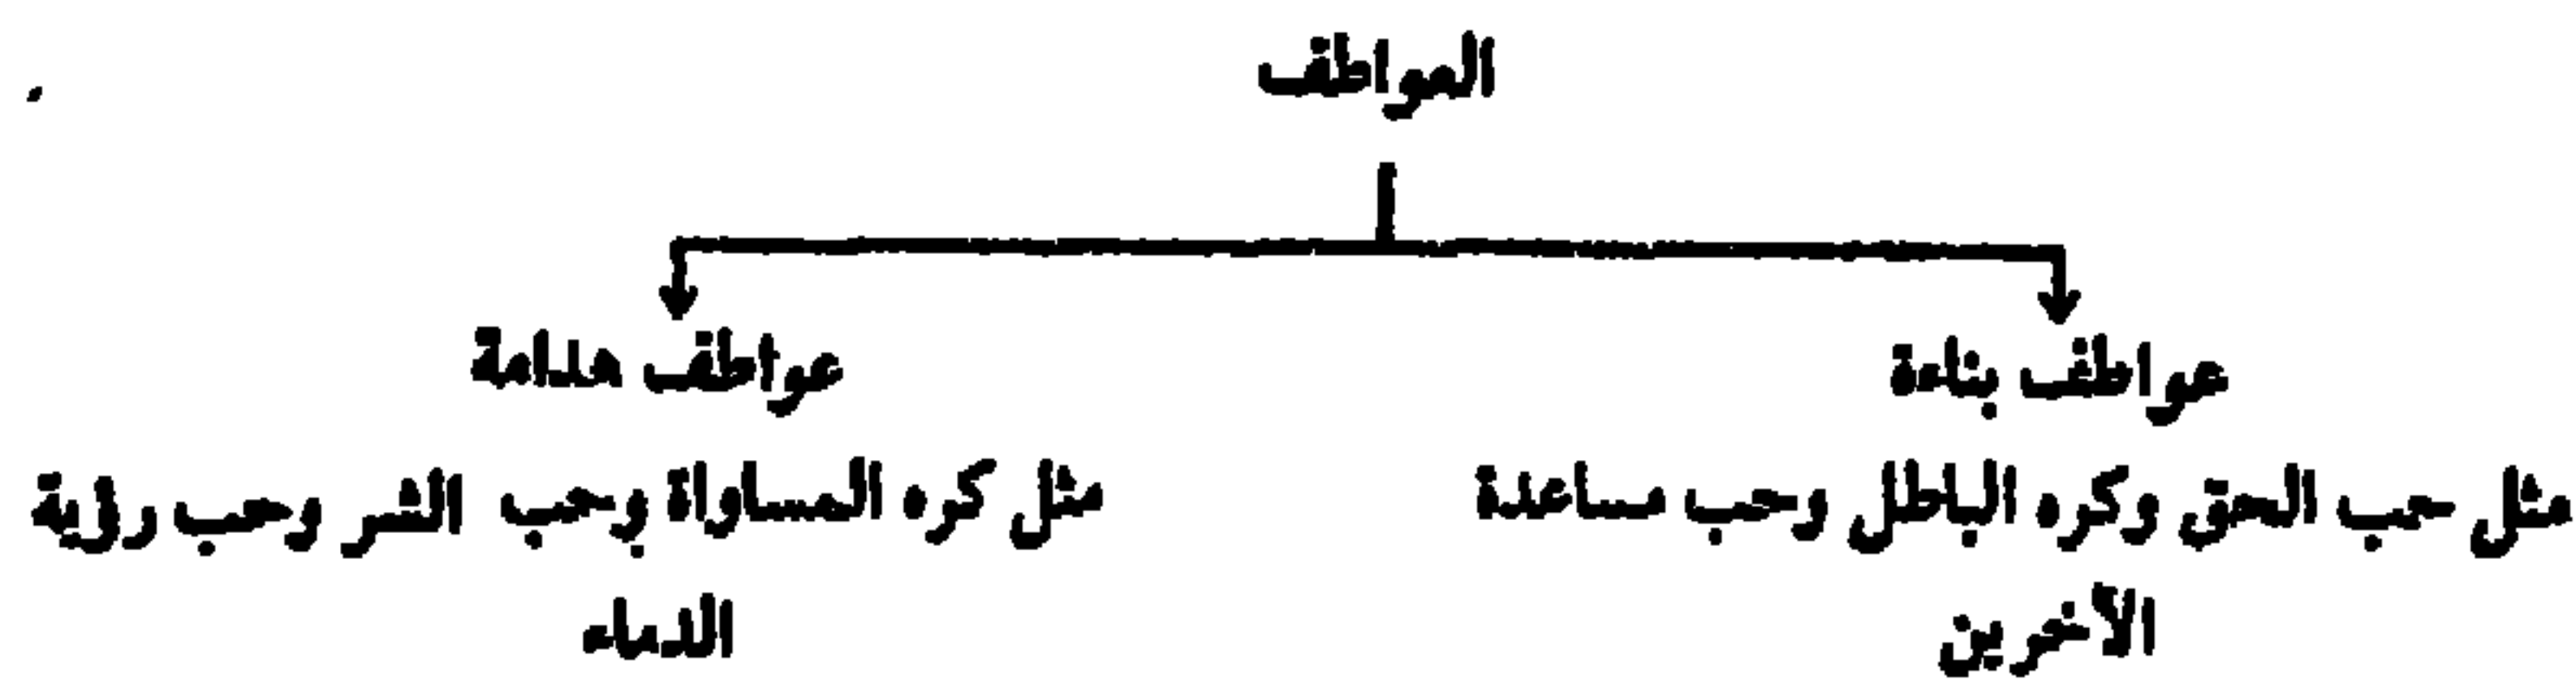 العواطف
عواطف بناءة
مثل حب الحق وكره الباطل وحب مساعدة
الآخرين
عواطف هدامة
مثل كره المساواة وحب الشر وحب رؤية
الدماء